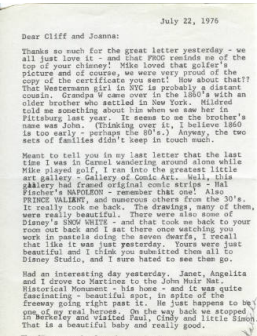 July 22, 1976
Dear Cliff and Joanna:
Thanks so much for the great letter yesterday - we
all just love it - and that FROG reminds me of the
top of your chimney! Mike loved that golfer's
picture and of course, we were very proud of the
copy of the certificate you sent! How about that??
That Westermann girl in NYC is probably a distant
cousin. Grandpa W came over in the 1860's with an
older brother who settled in New York. Mildred
told me something about him when we saw her in
Pittsburg last year. It seems to me the brother's
name was John. (Thinking over it, I believe 1860
is too early - perhaps the 80's.) Anyway, the two
sets of families didn't keep in much touch.
Meant to tell you in my last letter that the last
time I was in Carmel wandering around alone while
Mike played golf, I ran into the greatest little
art gallery - Gallery of Comic Art. Well, this
gallery had framed original comic strips - Hal
Fischer's NAPOLEON - remember that one! Also
PRINCE VALIENT, and numerous others from the 30's.
It really took me back. The drawings, many of them,
were really beautiful. There were also some of
Disney's SNOW WHITE - and that took me back to your
room out back and I sat there once watching you
work in pastels doing the seven dwarfs, I recall
that like it was just yesterday. Yours were just
beautiful and I think you submitted them all to
Disney Studio, and I sure hated to see them go.
Had an interesting day yesterday. Janet, Angelita
and I drove to Martinez to the John Muir Nat.
Historical Monument - his home - and it was quite
fascinating - beautiful spot, in spite of the
freeway going right past it. He just happens to be
one of my real heroes. On the way back we stopped
in Berkeley and visited Paul, Cindy and little
that is a beautiful baby and really good.